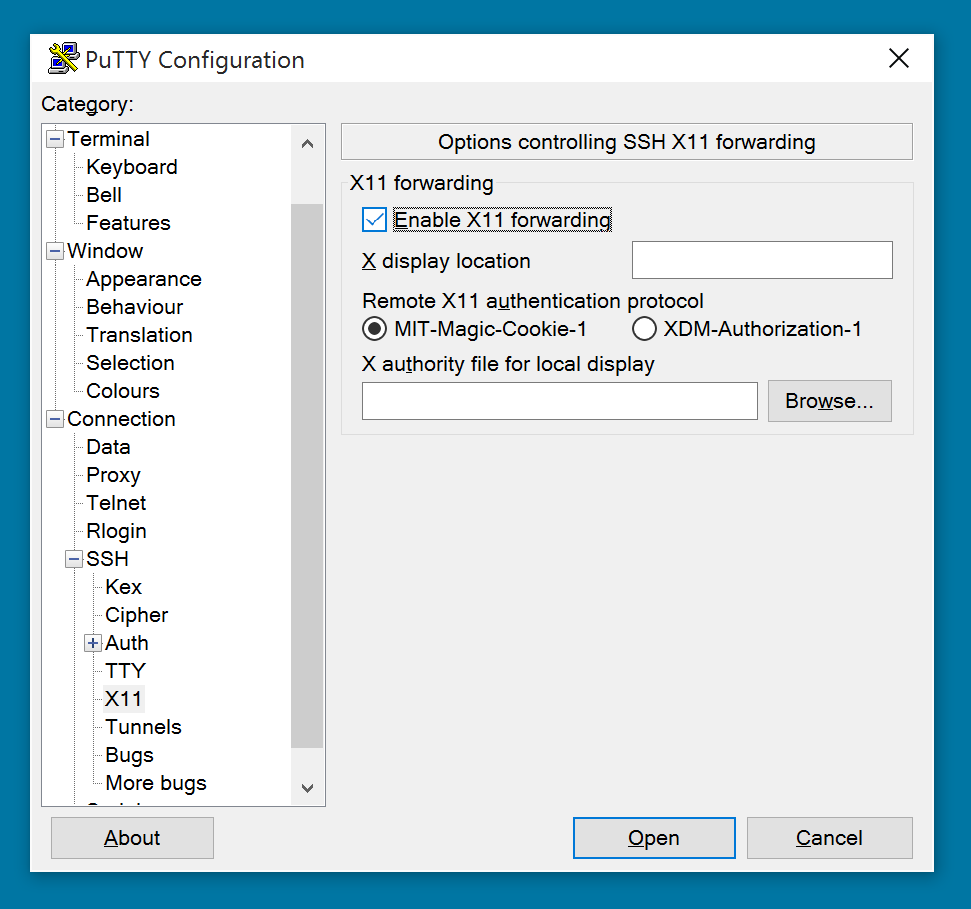 PuTTY Configuration
Category:
Terminal
Keyboard
Bell
Features
Window
Appearance
Behaviour
Translation
Selection
Colours
Connection
Data
Proxy
Telnet
Rlogin
SSH
Kex
Cipher
Auth
TTY
X11
Tunnels
Bugs
More bugs
Options controlling SSH X11 forwarding
X11 forwarding
Enable X11 forwarding
X display location
Remote X11 authentication protocol
MIT-Magic-Cookie-1 XDM-Authorization-1
X authority file for local display
Browse...
About Open Cancel